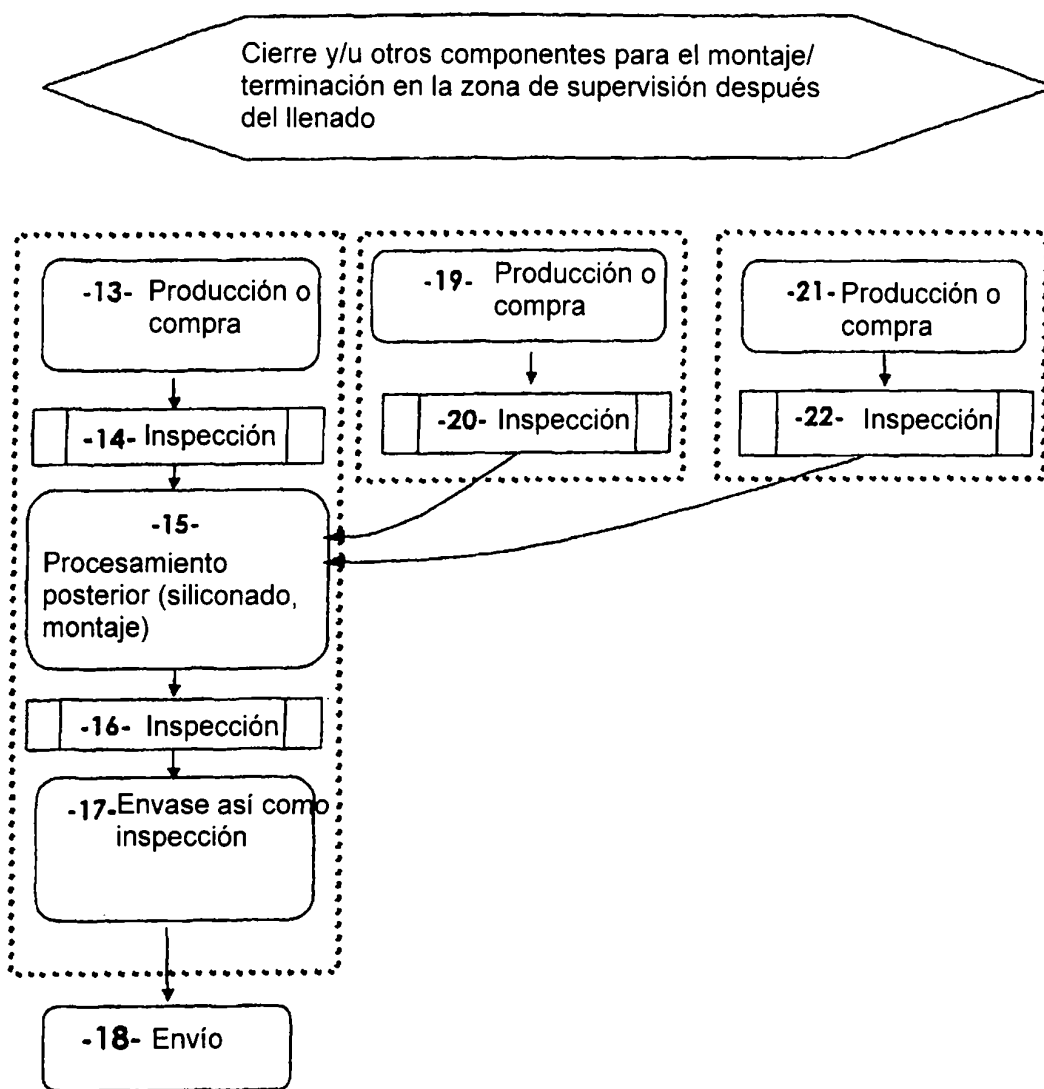 Cierre y/u otros componentes para el montaje/
terminación en la zona de supervisión después
del llenado
-13- Producción o
compra
-14- Inspección
-15-
Procesamiento
posterior (siliconado,
montaje)
-16- Inspección
-17-Envase así como
inspección
-18- Envío
-19- Producción o
compra
-20- Inspección
-21-Producción o
compra
-22- Inspección